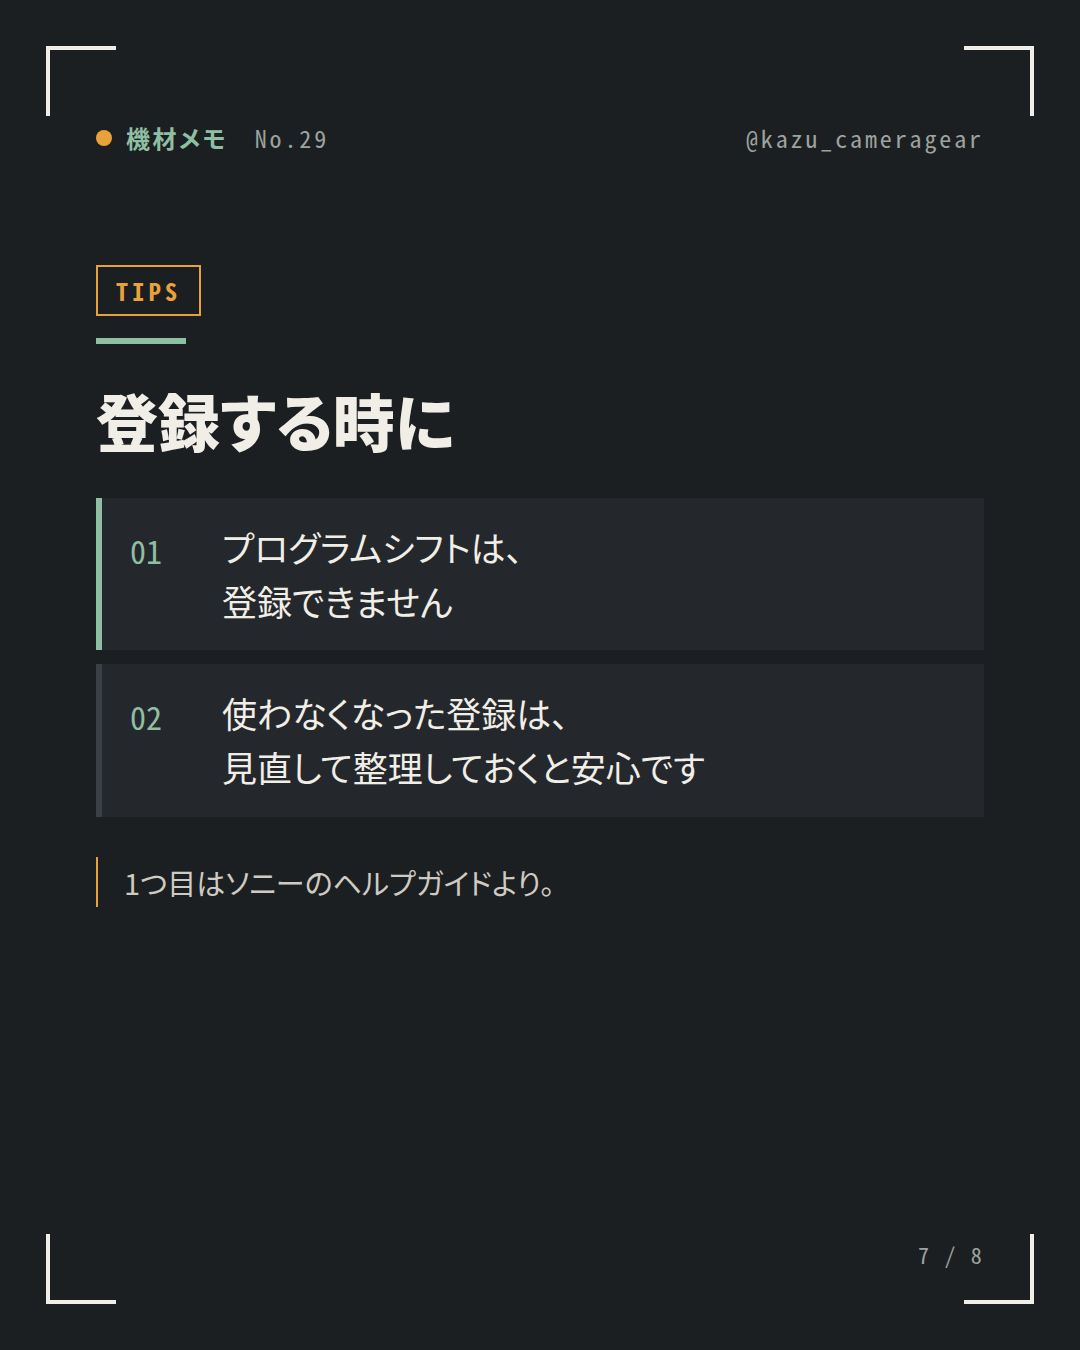 機材メモ No.29
@kazu_cameragear
TIPS
登録する時に
01
プログラムシフトは、
登録できません
02
使わなくなった登録は、
見直して整理しておくと安心です
1つ目はソニーのヘルプガイドより。
7 / 8